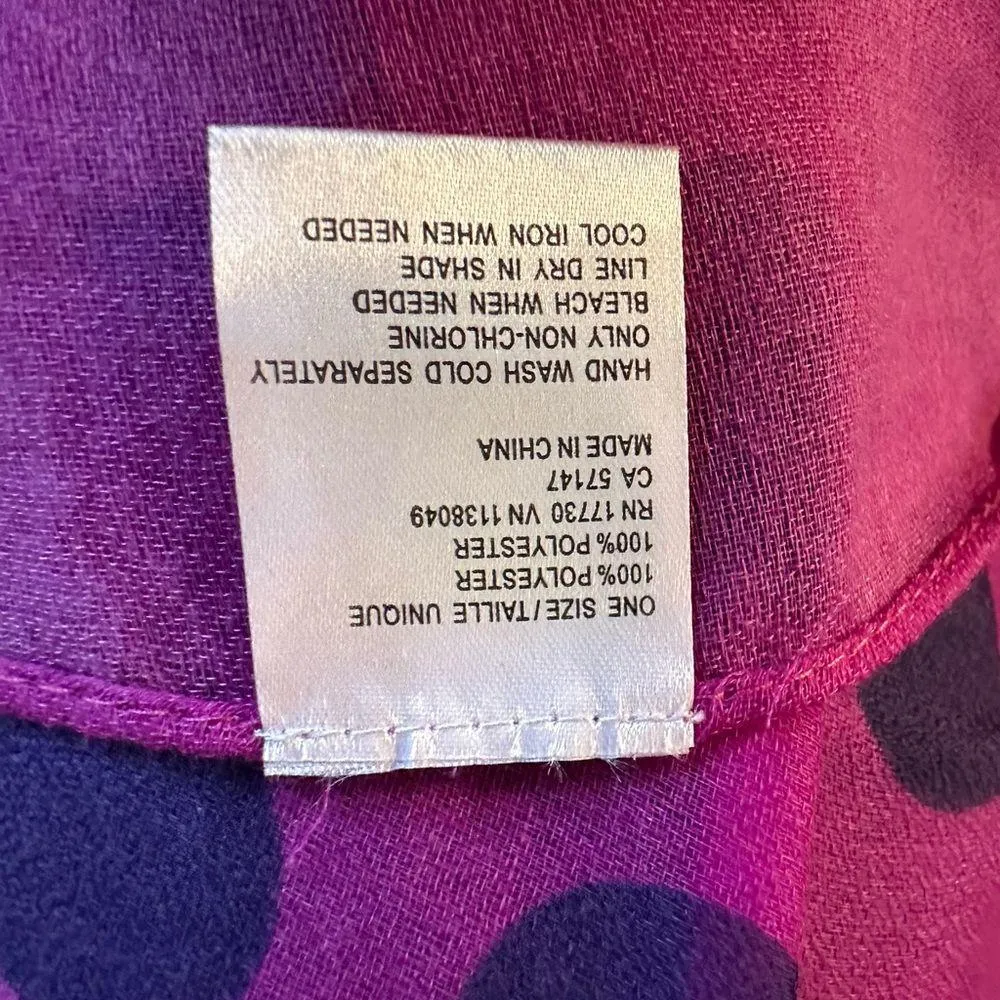 ONE SIZE/TAILLE UNIQUE
100% POLYESTER
100% POLYESTER
RN 17730 VN 1138049
CA 57147
MADE IN CHINA
HAND WASH COLD SEPARATELY
ONLY NON-CHLORINE
BLEACH WHEN NEEDED
LINE DRY IN SHADE
COOL IRON WHEN NEEDED